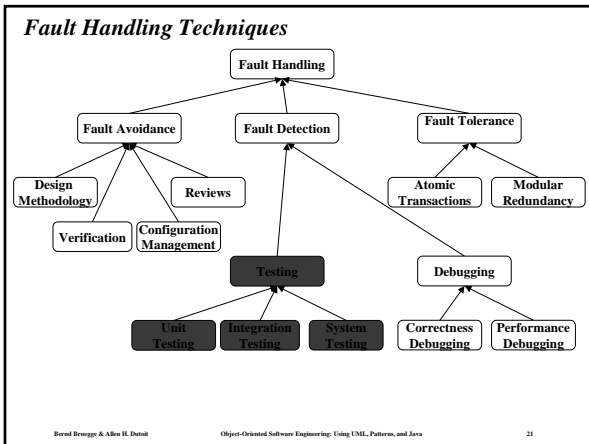 Fault Handling Techniques
Fault Handling
Fault Avoidance
Fault Detection
Fault Tolerance
Design
Methodology
Reviews
Atomic
Transactions
Modular
Redundancy
Verification
Configuration
Management
Testing
Debugging
Unit
Testing
Integration
Testing
System
Testing
Correctness
Debugging
Performance
Debugging
Bernd Bruegge & Allen H. Dutoit Object-Oriented Software Engineering: Using UML, Patterns, and Java 21